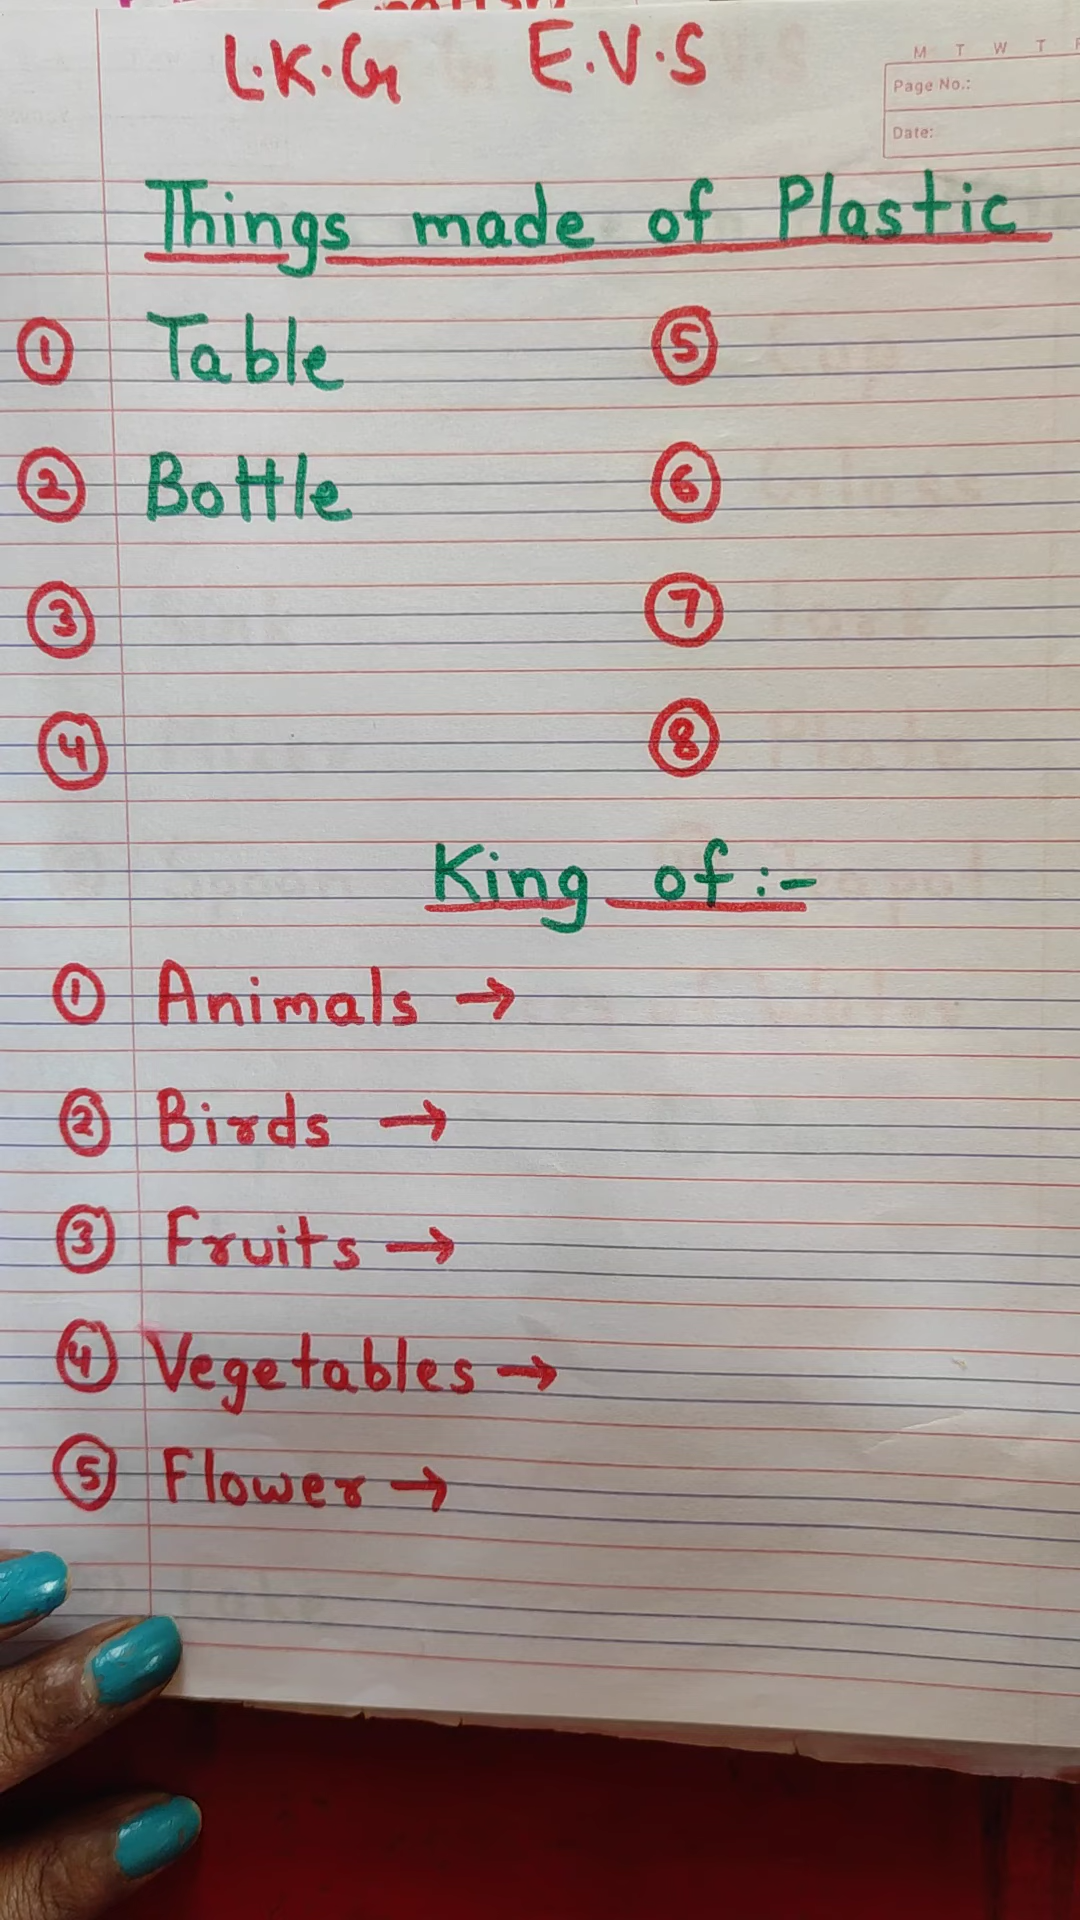 L.K.G E.V.S
M T W T F
Page No.:
Date:
Things made of Plastic
① Table ⑤
② Bottle ⑥
③ ⑦
④ ⑧
King of :-
① Animals →
② Birds →
③ Fruits →
④ Vegetables →
⑤ Flower →